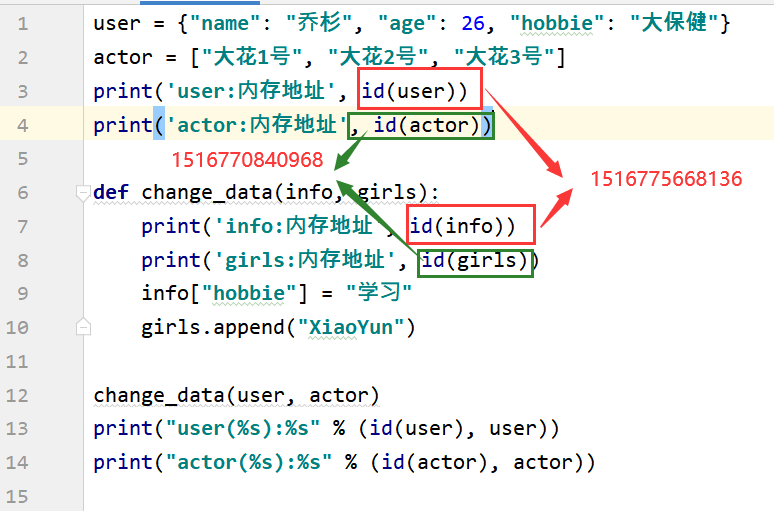 1 user = {"name": "乔杉", "age": 26, "hobbie": "大保健"}
2 actor = ["大花1号", "大花2号", "大花3号"]
3 print('user:内存地址', id(user))
4 print('actor:内存地址', id(actor))
5 1516770840968
1516775668136
6 def change_data(info, girls):
7 print('info:内存地址', id(info))
8 print('girls:内存地址', id(girls))
9 info["hobbie"] = "学习"
10 girls.append("XiaoYun")
11
12 change_data(user, actor)
13 print("user(%s):%s" % (id(user), user))
14 print("actor(%s):%s" % (id(actor), actor))
15